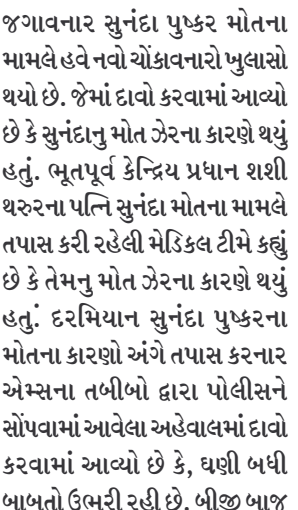 જગાવનાર સુનંદા પુષ્કર મોતના
મામલે હવે નવો ચોંકાવનારો ખુલાસો
થયો છે. જેમાં દાવો કરવામાં આવ્યો
છે કે સુનંદાનુ મોત ઝેરના કારણે થયું
હતું. ભૂતપૂર્વ કેન્દ્રિય પ્રધાન શશી
થરુરના પત્નિ સુનંદા મોતના મામલે
તપાસ કરી રહેલી મેડિકલ ટીમે કહ્યું
છે કે તેમનુ મોત ઝેરના કારણે થયું
હતું. દરમિયાન સુનંદા પુષ્કરના
મોતના કારણો અંગે તપાસ કરનાર
એમ્સના તબીબો દ્વારા પોલીસને
સોંપવામાં આવેલા અહેવાલમાં દાવો
કરવામાં આવ્યો છે કે, ઘણી બધી
બાબતો ઉભરી રહી છે. બીજી બાજુ